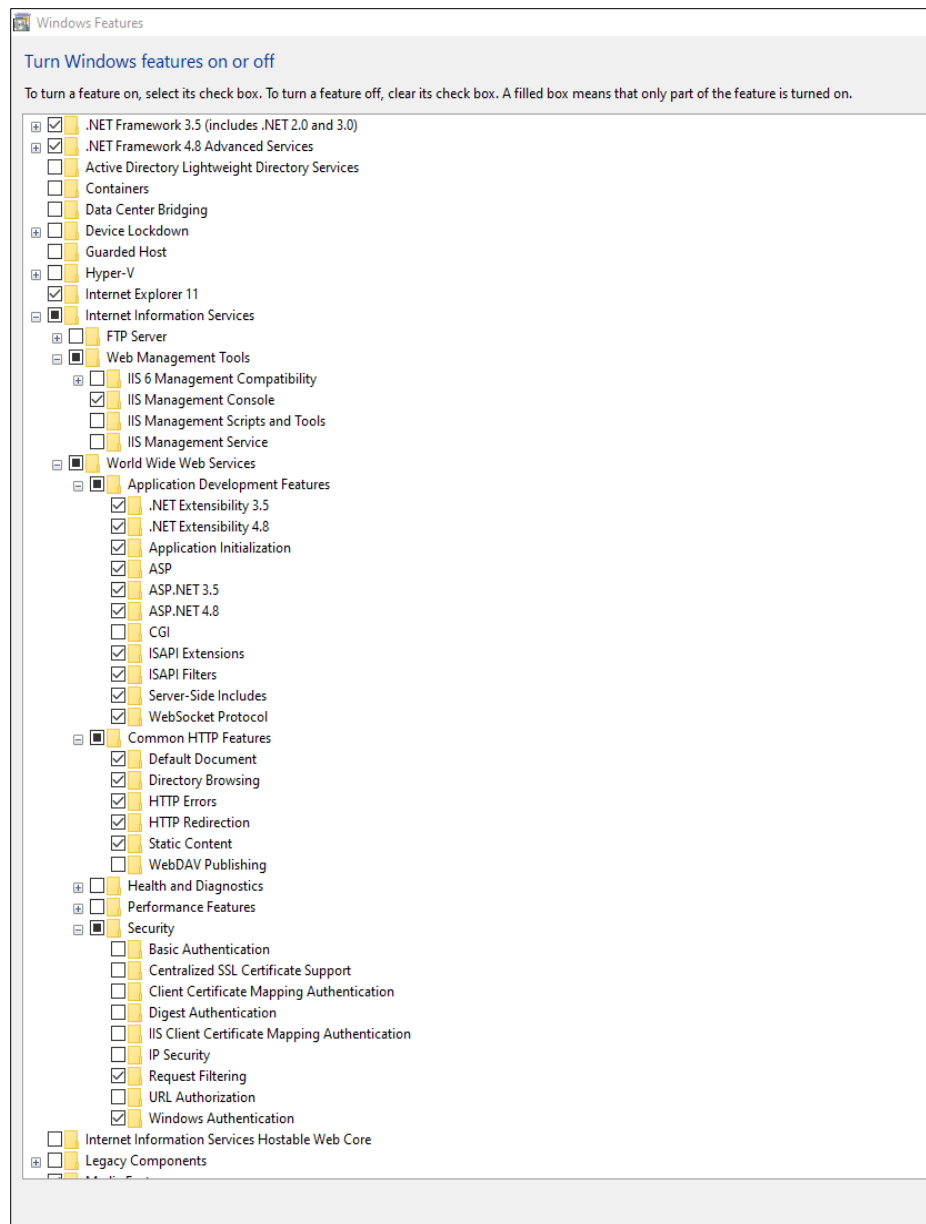 Windows Features
Turn Windows features on or off
To turn a feature on, select its check box. To turn a feature off, clear its check box. A filled box means that only part of the feature is turned on.
.NET Framework 3.5 (includes .NET 2.0 and 3.0)
.NET Framework 4.8 Advanced Services
Active Directory Lightweight Directory Services
Containers
Data Center Bridging
Device Lockdown
Guarded Host
Hyper-V
Internet Explorer 11
Internet Information Services
FTP Server
Web Management Tools
IIS 6 Management Compatibility
IIS Management Console
IIS Management Scripts and Tools
IIS Management Service
World Wide Web Services
Application Development Features
.NET Extensibility 3.5
.NET Extensibility 4.8
Application Initialization
ASP
ASP.NET 3.5
ASP.NET 4.8
CGI
ISAPI Extensions
ISAPI Filters
Server-Side Includes
WebSocket Protocol
Common HTTP Features
Default Document
Directory Browsing
HTTP Errors
HTTP Redirection
Static Content
WebDAV Publishing
Health and Diagnostics
Performance Features
Security
Basic Authentication
Centralized SSL Certificate Support
Client Certificate Mapping Authentication
Digest Authentication
IIS Client Certificate Mapping Authentication
IP Security
Request Filtering
URL Authorization
Windows Authentication
Internet Information Services Hostable Web Core
Legacy Components